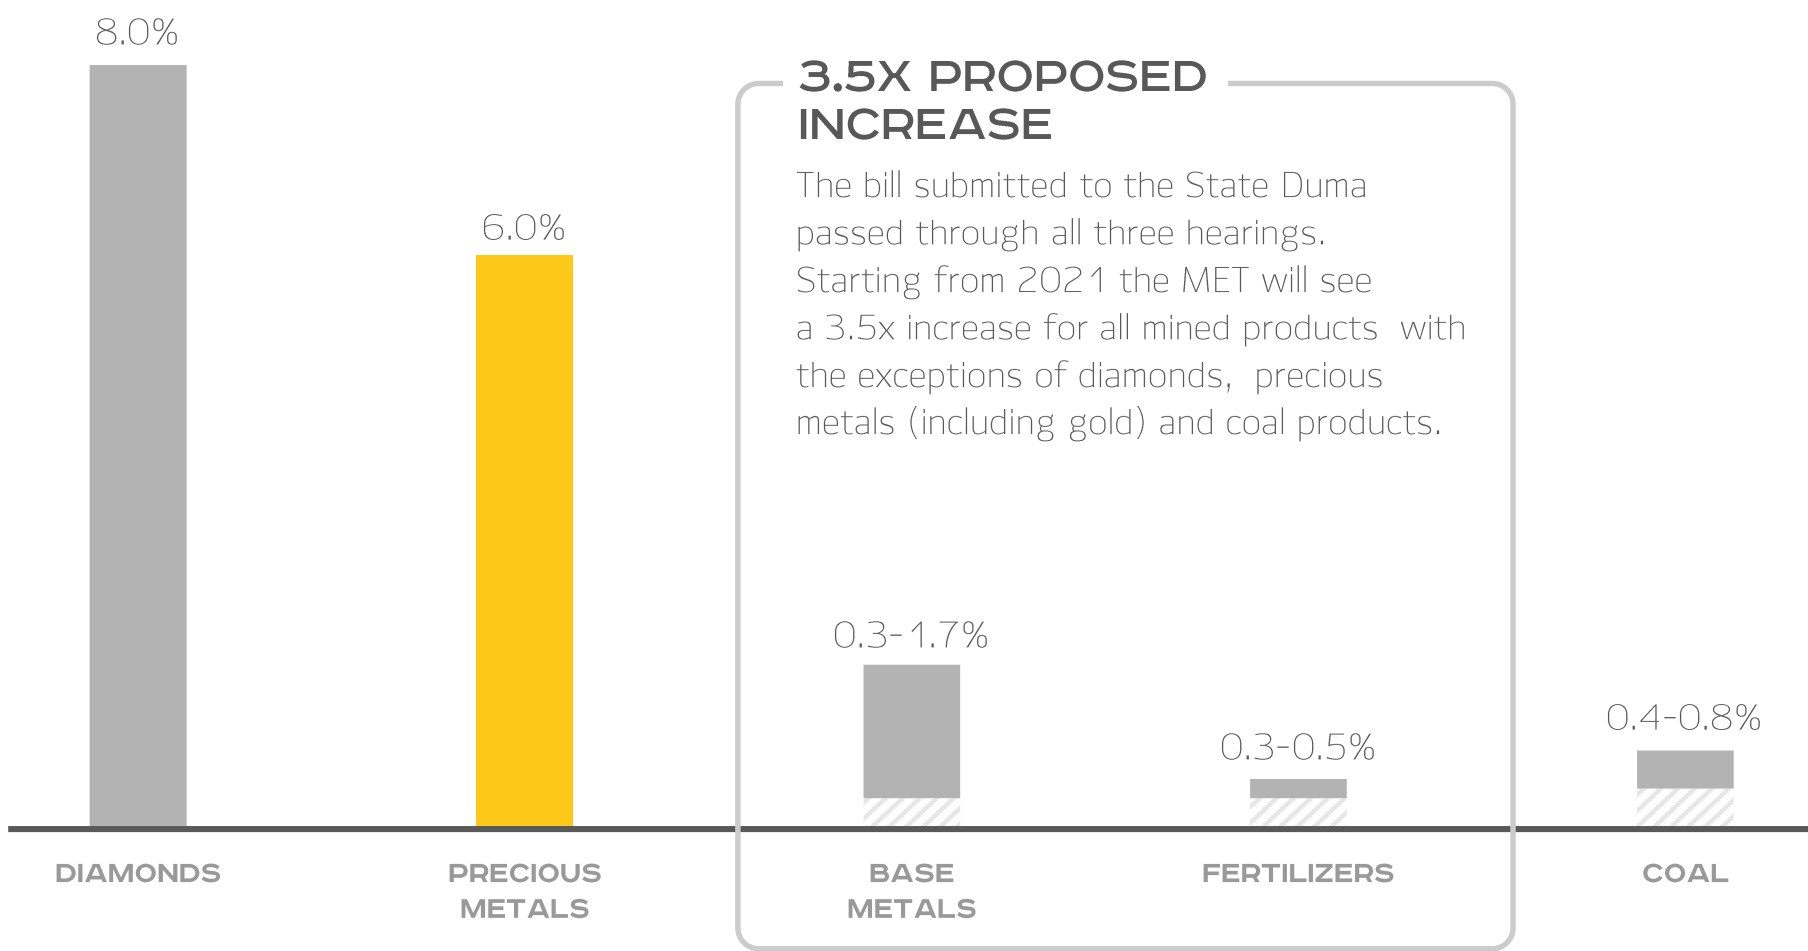 8.0%
6.0%
3.5X PROPOSED
INCREASE
The bill submitted to the State Duma
passed through all three hearings.
Starting from 2021 the MET will see
a 3.5x increase for all mined products with
the exceptions of diamonds, precious
metals (including gold) and coal products.
0.3-1.7%
0.3-0.5%
0.4-0.8%
DIAMONDS
PRECIOUS
METALS
BASE
METALS
FERTILIZERS
COAL